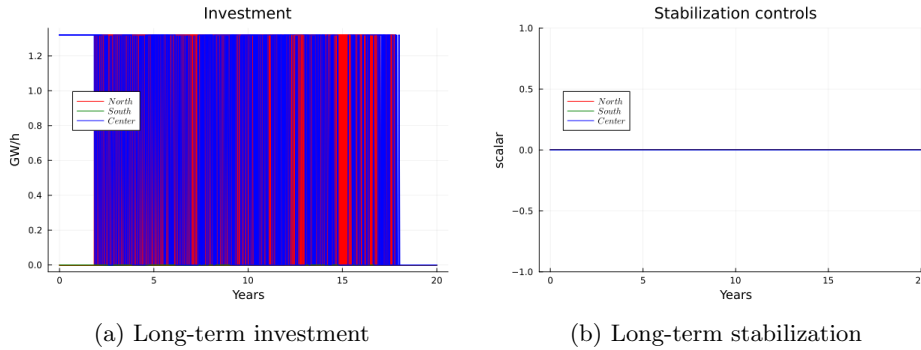 Investment
GW/h
1.2
1.0
0.8
0.6
0.4
0.2
0.0
North
South
Center
0
5
10
15
20
Years
(a) Long-term investment
Stabilization controls
scalar
1.0
0.5
0.0
−0.5
−1.0
North
South
Center
0
5
10
15
20
Years
(b) Long-term stabilization